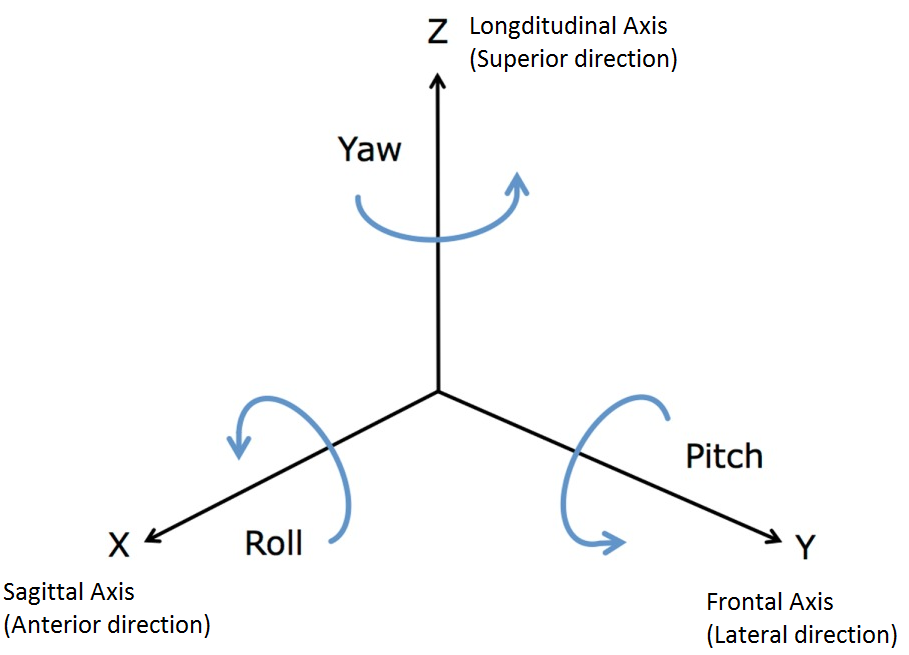 Z
Longditudinal Axis
(Superior direction)
Yaw
Pitch
X
Roll
Y
Sagittal Axis
(Anterior direction)
Frontal Axis
(Lateral direction)